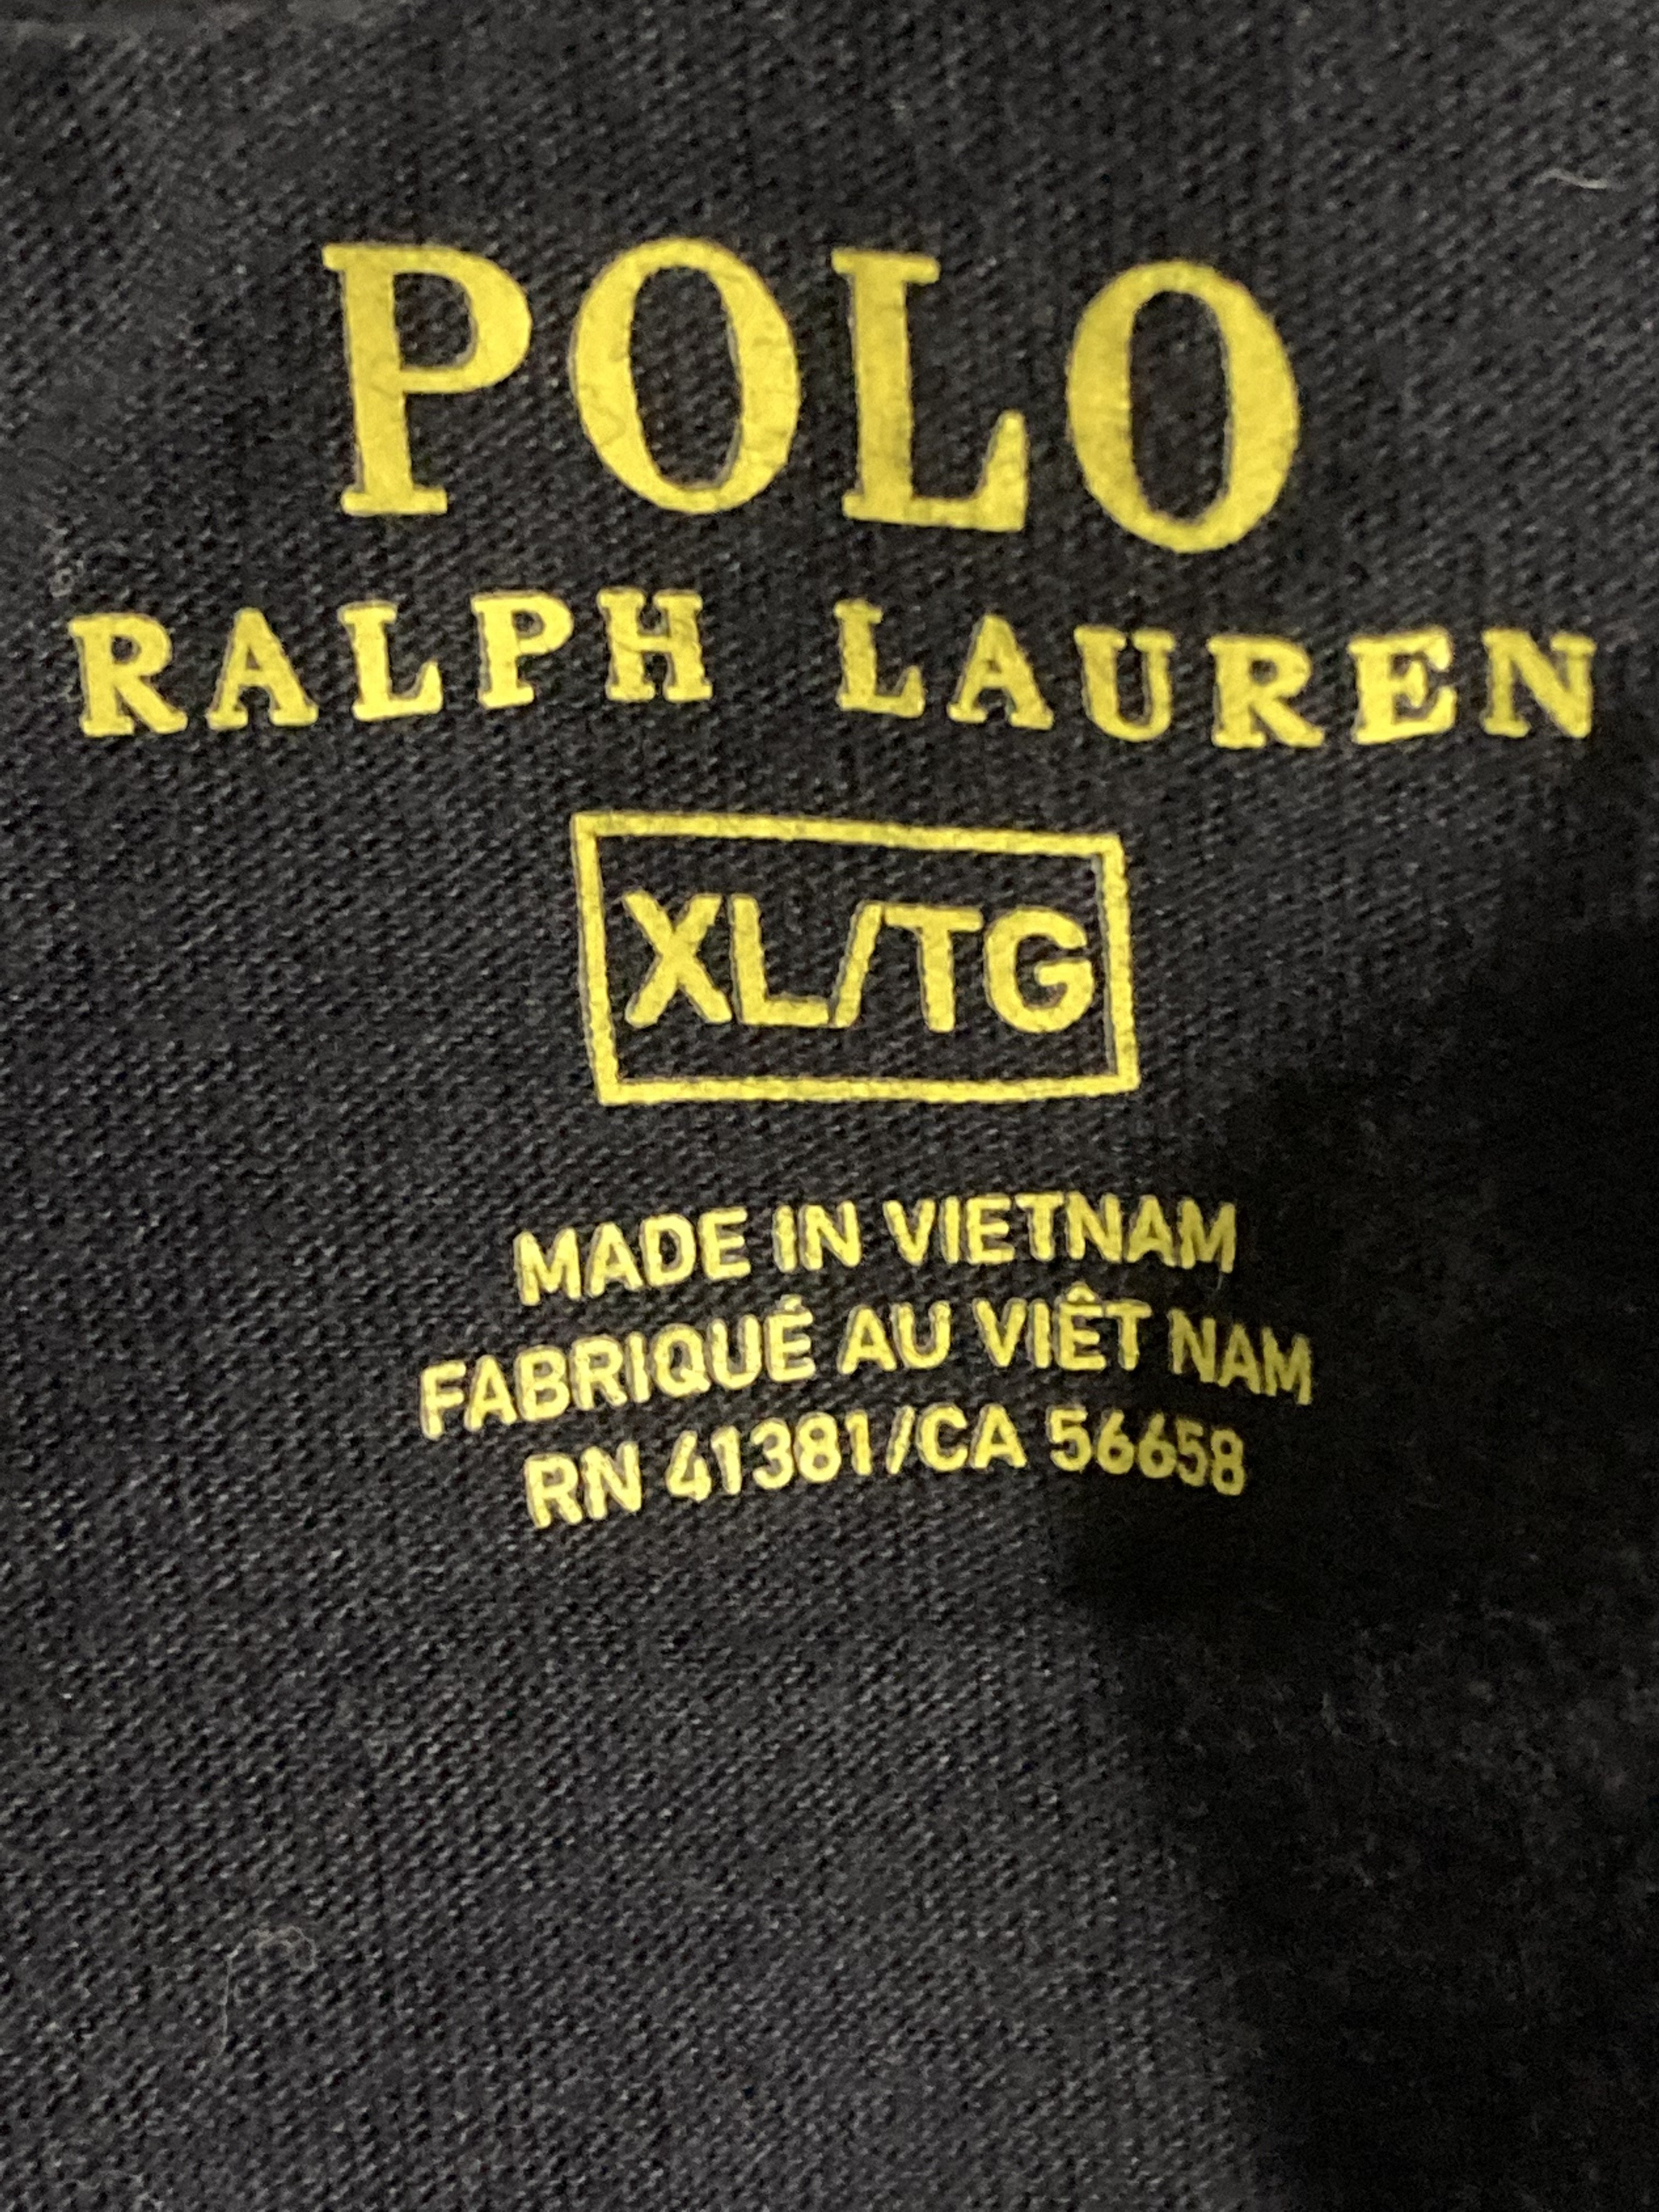 POLO
RALPH LAUREN
XL/TG
MADE IN VIETNAM
FABRIQUÉ AU VIÊT NAM
RN 41381/CA 56658